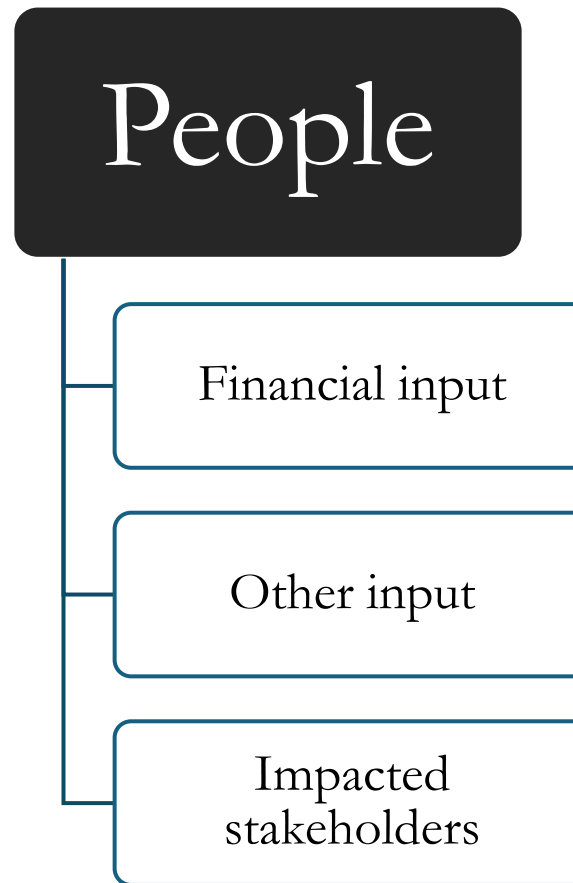 People
Financial input
Other input
Impacted
stakeholders